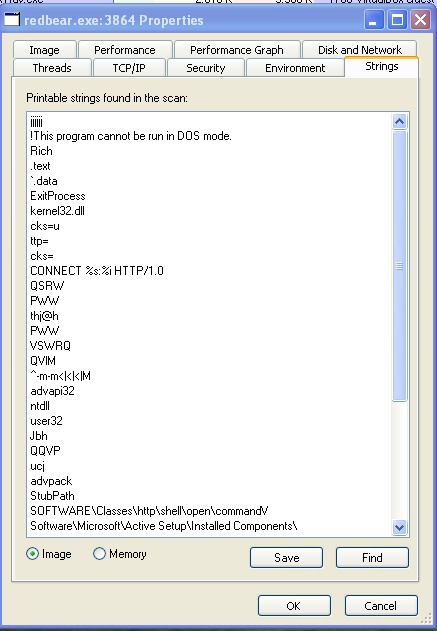 redbear.exe:3864 Properties
Image
Performance
Performance Graph
Disk and Network
Threads
TCP/IP
Security
Environment
Strings
Printable strings found in the scan:
!This program cannot be run in DOS mode.
Rich
.text
`.data
ExitProcess
kernel32.dll
cks=u
ttp=
cks=
CONNECT %s:%i HTTP/1.0
QSRW
PWW
thj@h
PWW
VSWRQ
^-m-m<|<|<|M
advapi32
ntdll
user32
Jbh
QQVP
ucj
advpack
StubPath
SOFTWARE\Classes\http\shell\open\commandV
Software\Microsoft\Active Setup\Installed Components\
Image
Memory
Save
Find
OK
Cancel